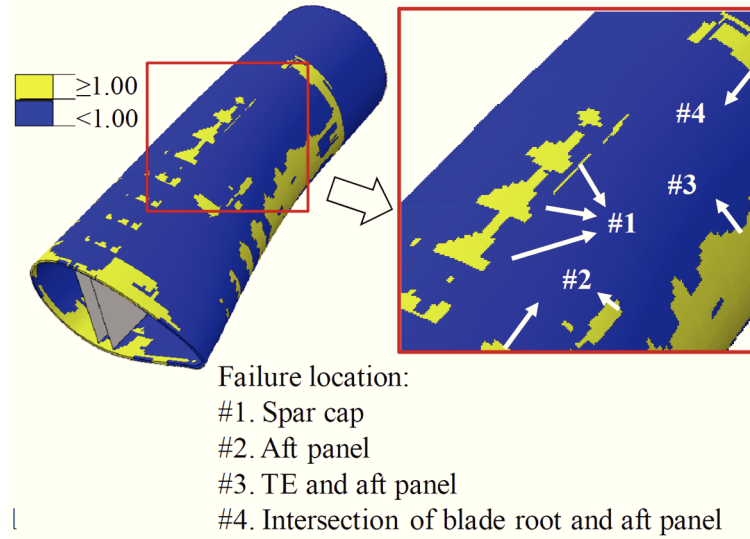 ≥1.00
<1.00
#4
#3
#1
#2
Failure location:
#1. Spar cap
#2. Aft panel
#3. TE and aft panel
#4. Intersection of blade root and aft panel